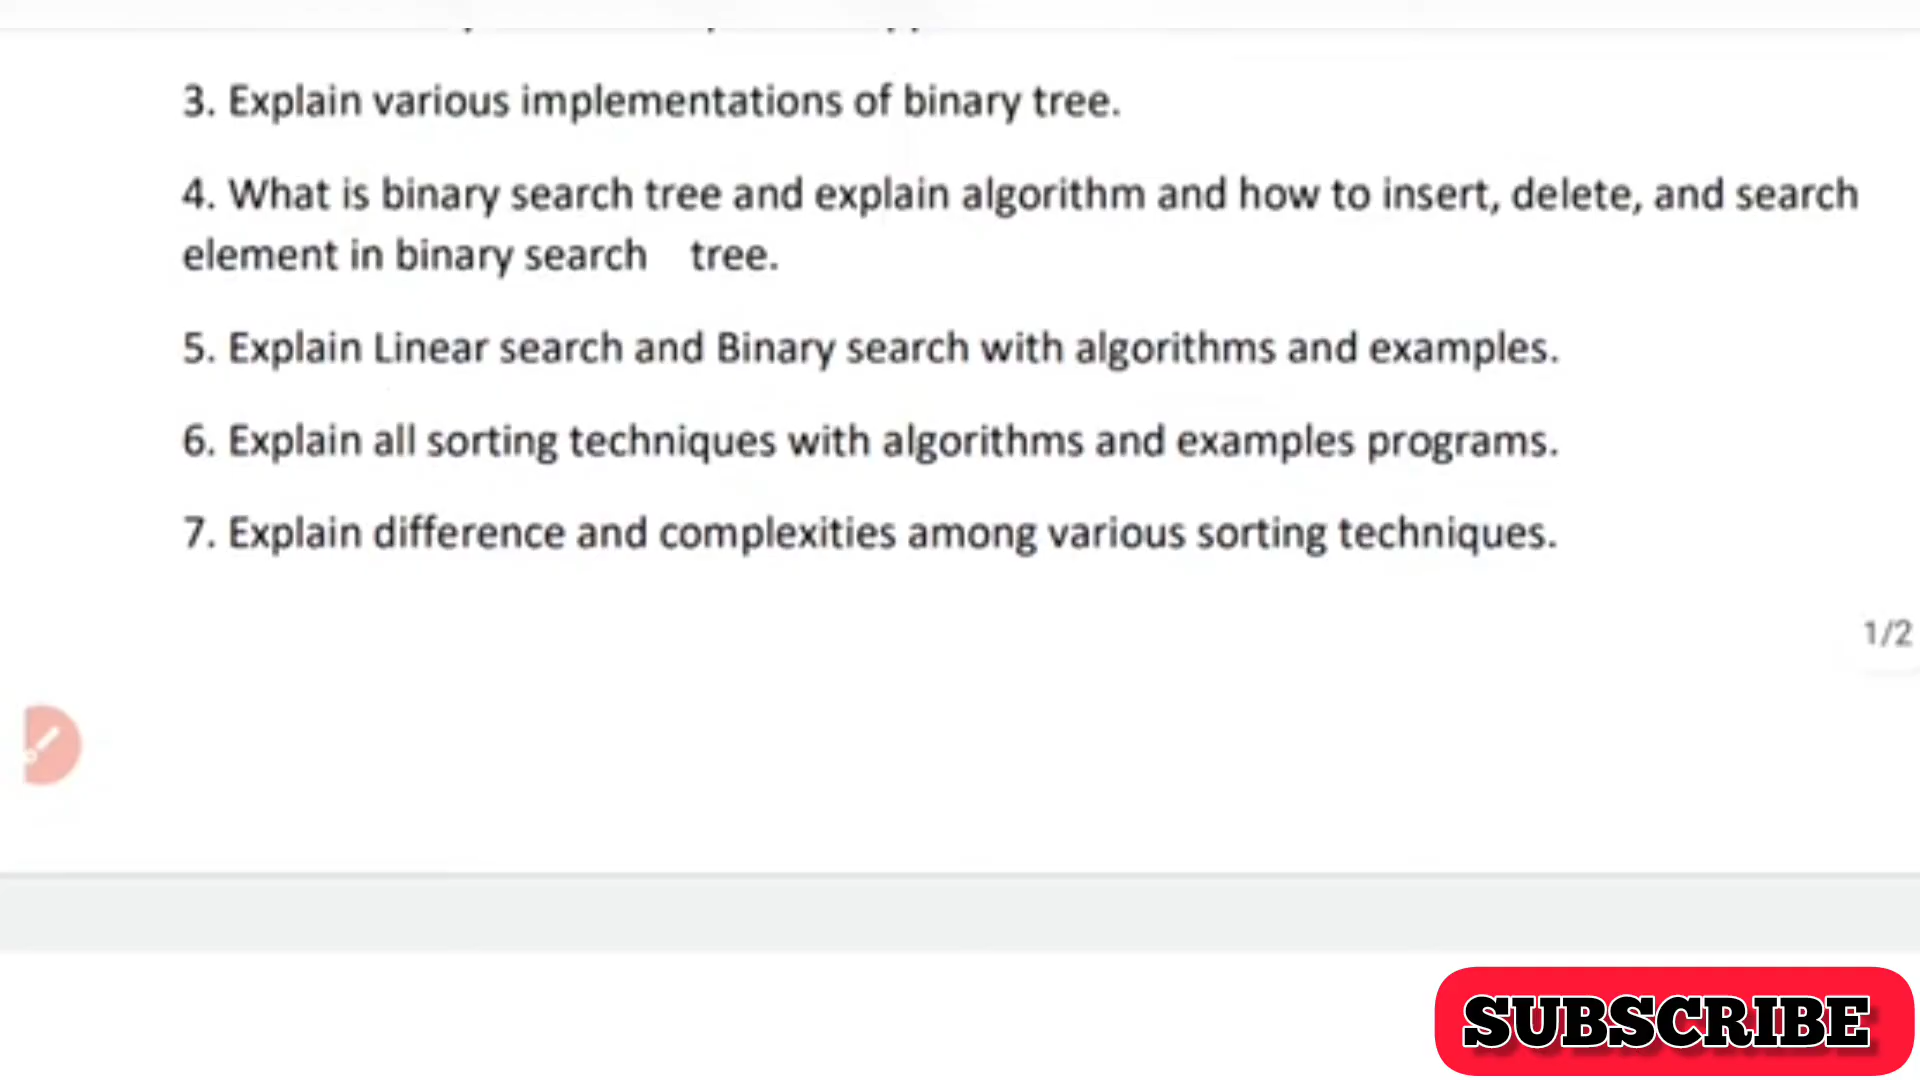 3. Explain various implementations of binary tree.
4. What is binary search tree and explain algorithm and how to insert, delete, and search
element in binary search tree.
5. Explain Linear search and Binary search with algorithms and examples.
6. Explain all sorting techniques with algorithms and examples programs.
7. Explain difference and complexities among various sorting techniques.
1/2
SUBSCRIBE